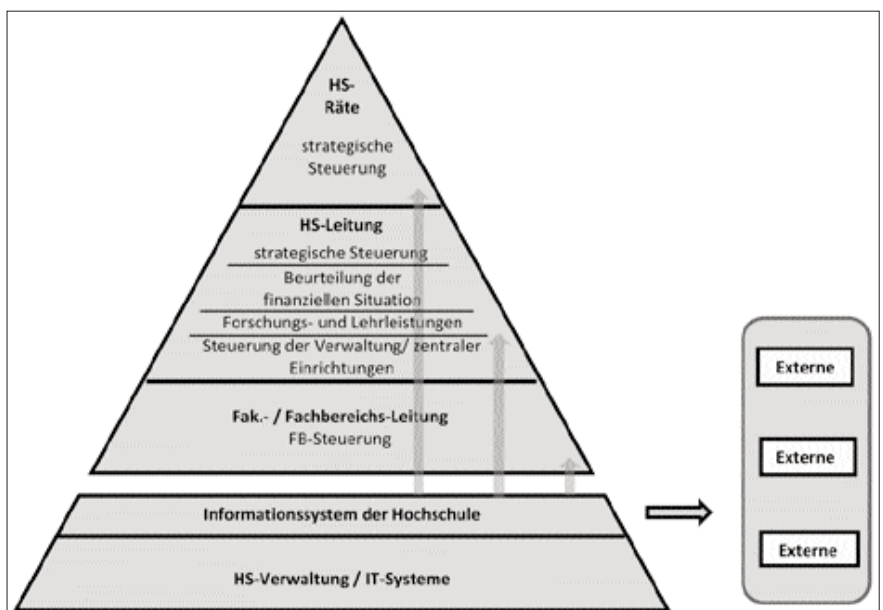 HS-
Räte
strategische
Steuerung
HS-Leitung
strategische Steuerung
Beurteilung der
finanziellen Situation
Forschungs- und Lehrleistungen
Steuerung der Verwaltung/ zentraler
Einrichtungen
Fak.- / Fachbereichs-Leitung
FB-Steuerung
Informationssystem der Hochschule
HS-Verwaltung / IT-Systeme
Externe
Externe
Externe